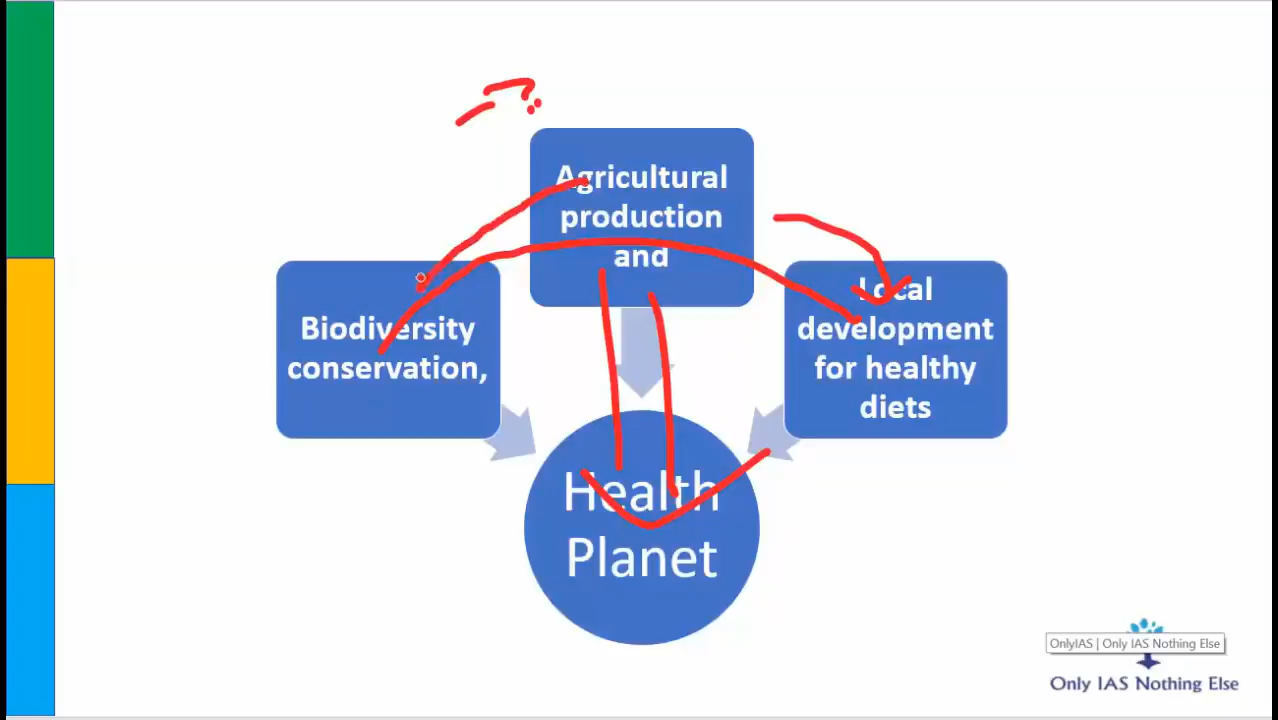 Agricultural
production
and
Biodiversity
conservation,
Local
development
for healthy
diets
Health
Planet
OnlyIAS | Only IAS Nothing Else
Only IAS Nothing Else